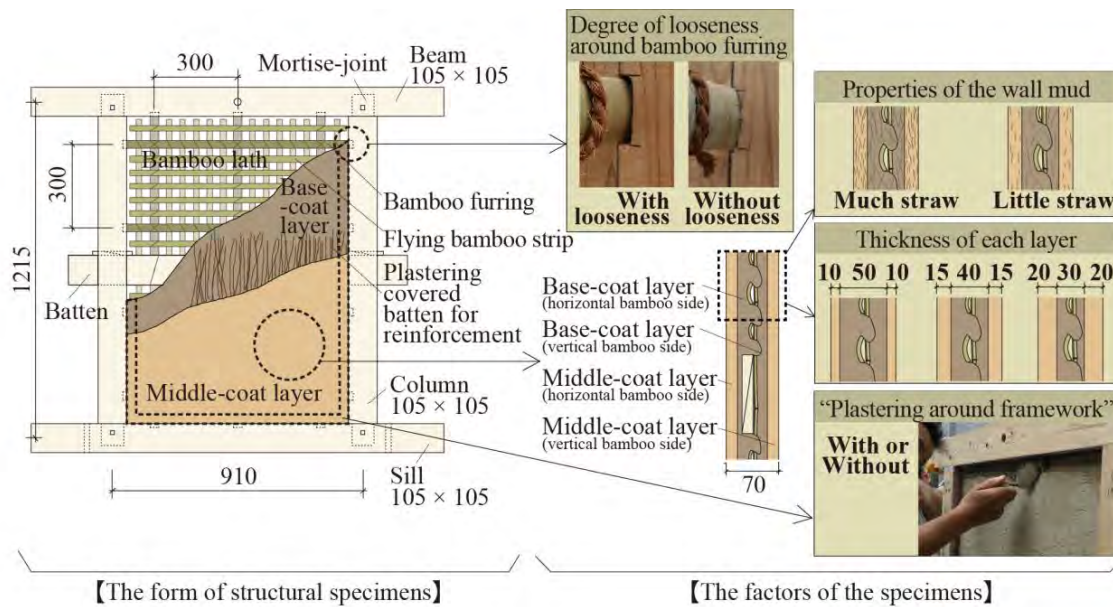 300
Mortise-joint
Beam
105 × 105
1215
300
Bamboo lath
Base
-coat
layer
Bamboo furring
Flying bamboo strip
Plastering
covered
batten for
reinforcement
Batten
Middle-coat layer
Column
105 × 105
910
Sill
105 × 105
【The form of structural specimens】
Degree of looseness
around bamboo furring
With
looseness
Without
looseness
Base-coat layer
(horizontal bamboo side)
Base-coat layer
(vertical bamboo side)
Middle-coat layer
(horizontal bamboo side)
Middle-coat layer
(vertical bamboo side)
70
Properties of the wall mud
Much straw
Little straw
Thickness of each layer
10 50 10
15 40 15
20 30 20
“Plastering around framework”
With or
Without
【The factors of the specimens】